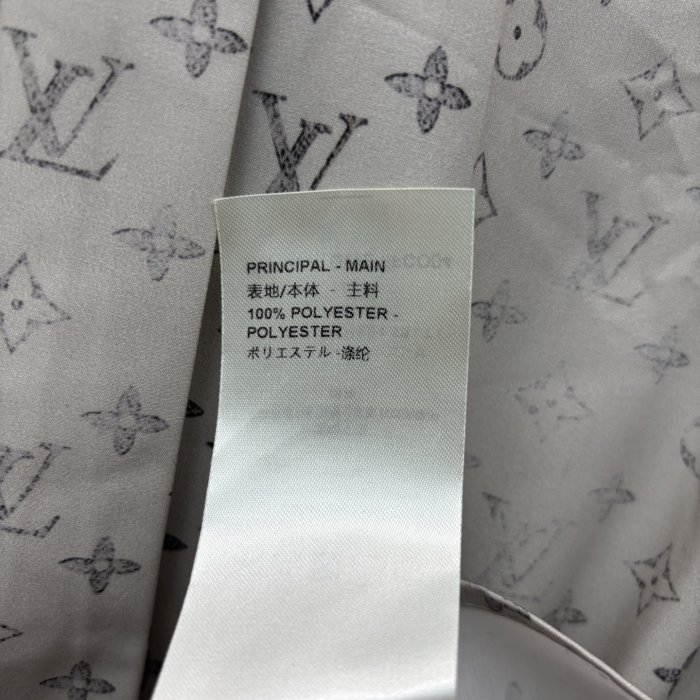 PRINCIPAL - MAIN
表地/本体 - 主料
100% POLYESTER -
POLYESTER
ポリエステル -涤纶